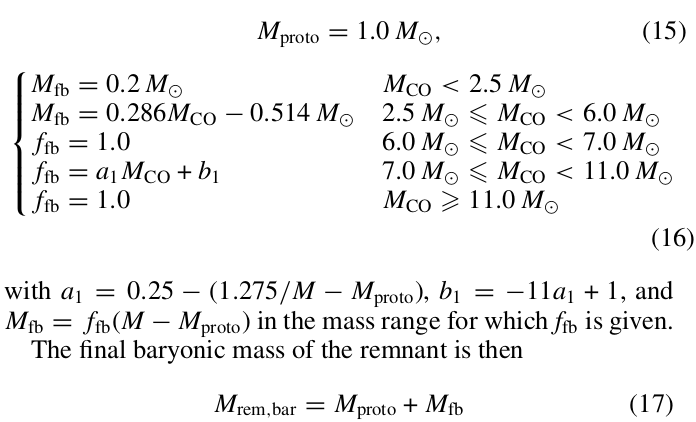 M_proto = 1.0 M_⊙, (15)
M_fb = 0.2 M_⊙ M_CO < 2.5 M_⊙
M_fb = 0.286M_CO − 0.514 M_⊙ 2.5 M_⊙ ⩽ M_CO < 6.0 M_⊙
f_fb = 1.0 6.0 M_⊙ ⩽ M_CO < 7.0 M_⊙
f_fb = a_1M_CO + b_1 7.0 M_⊙ ⩽ M_CO < 11.0 M_⊙
f_fb = 1.0 M_CO ⩾ 11.0 M_⊙
(16)
with a_1 = 0.25 − (1.275/M − M_proto), b_1 = −11a_1 + 1, and
M_fb = f_fb(M − M_proto) in the mass range for which f_fb is given.
The final baryonic mass of the remnant is then
M_rem,bar = M_proto + M_fb (17)